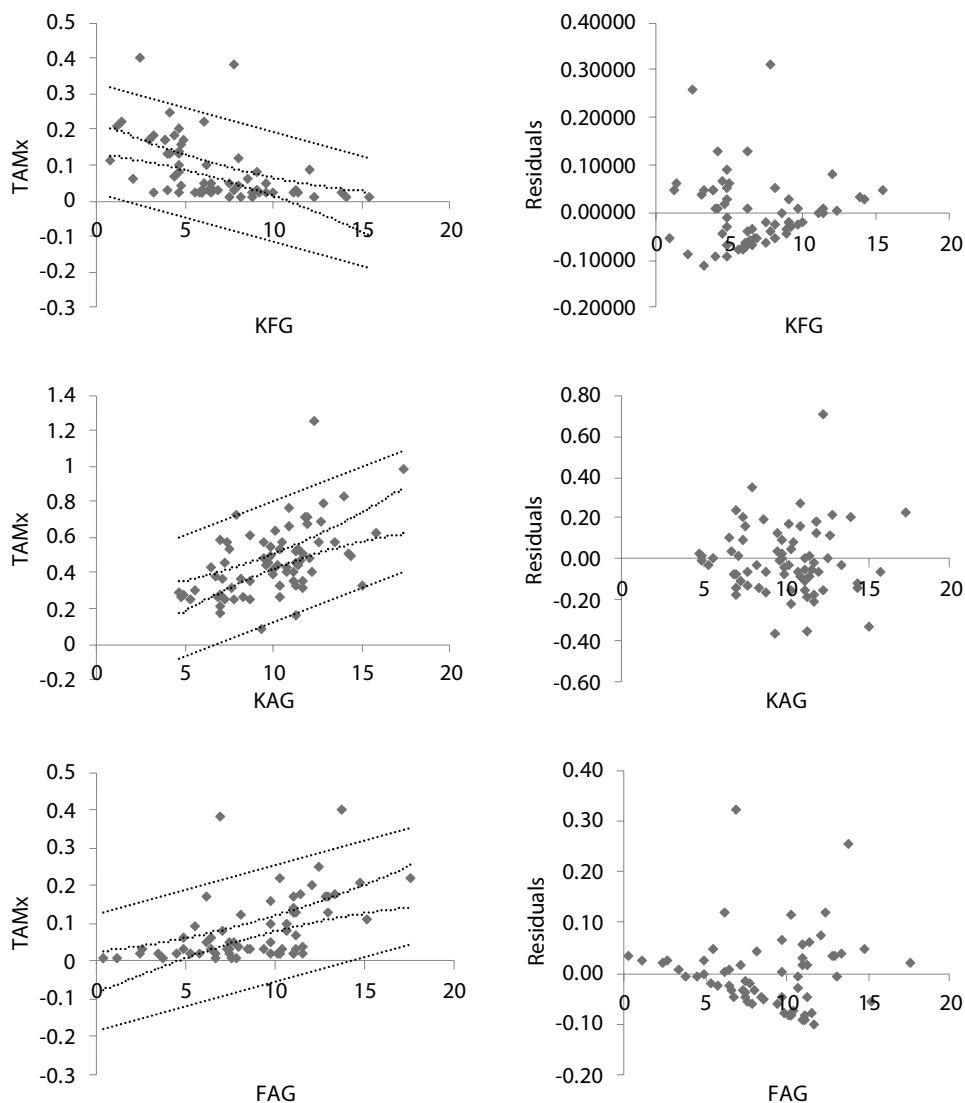 0.5
0.4
0.3
0.2
0.1
0
-0.1
-0.2
-0.3
TAMx
0 5 10 15 20
KFG
0.40000
0.30000
0.20000
0.10000
0.00000
-0.10000
-0.20000
Residuals
0 5 10 15 20
KFG
1.4
1.2
1
0.8
0.6
0.4
0.2
0
-0.2
TAMx
0 5 10 15 20
KAG
0.80
0.60
0.40
0.20
0.00
-0.20
-0.40
-0.60
Residuals
0 5 10 15 20
KAG
0.5
0.4
0.3
0.2
0.1
0
-0.1
-0.2
-0.3
TAMx
0 5 10 15 20
FAG
0.40
0.30
0.20
0.10
0.00
-0.10
-0.20
Residuals
0 5 10 15 20
FAG